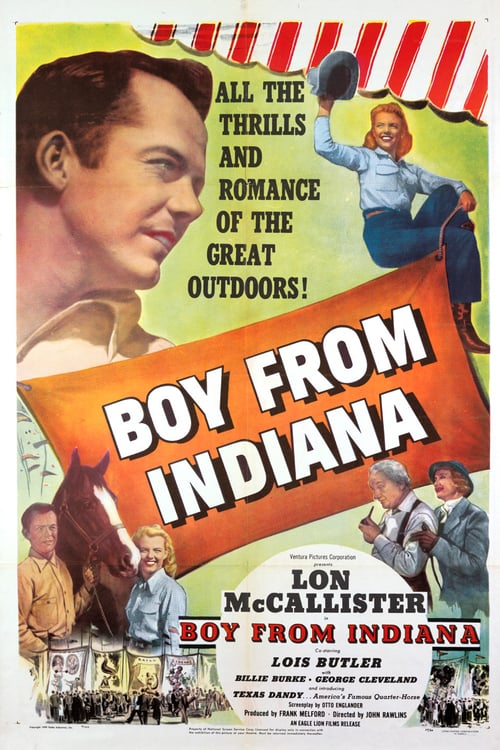 ALL THE
THRILLS
AND
ROMANCE
OF THE
GREAT
OUTDOORS!
BOY FROM
INDIANA
Ventura Pictures Corporation
presents
LON
McCALLISTER
in
BOY FROM INDIANA
Co-starring
LOIS BUTLER
with
BILLIE BURKE • GEORGE CLEVELAND
and introducing
TEXAS DANDY... America's Famous Quarter-Horse
Screenplay by OTTO ENGLANDER
Produced by FRANK MELFORD • Directed by JOHN RAWLINS
AN EAGLE LION FILMS RELEASE